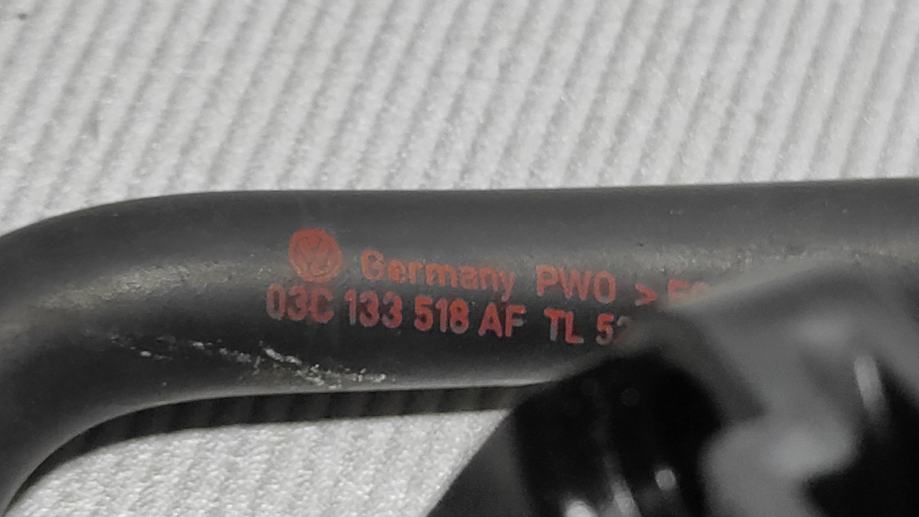 Germany PWO >
03C 133 518 AF TL